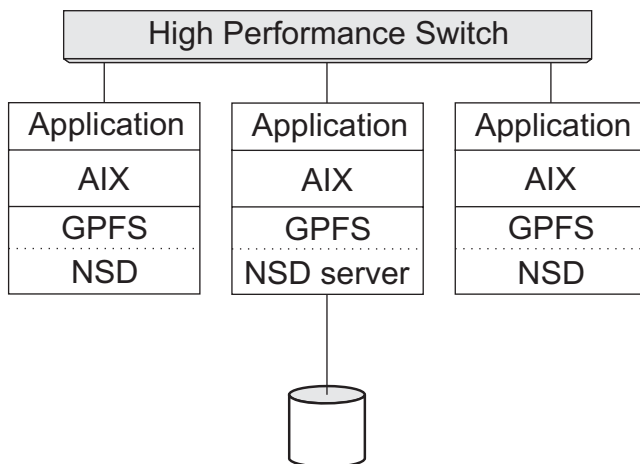 High Performance Switch
Application
AIX
GPFS
NSD
Application
AIX
GPFS
NSD server
Application
AIX
GPFS
NSD